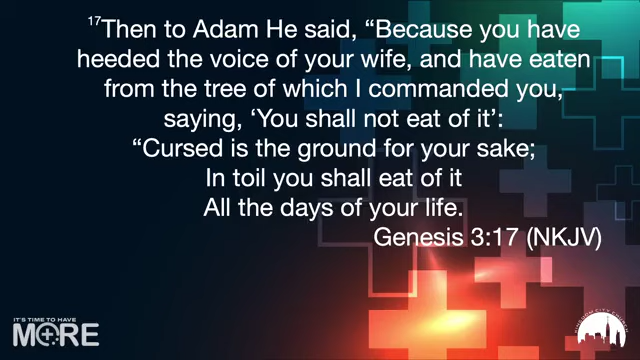 17Then to Adam He said, “Because you have
heeded the voice of your wife, and have eaten
from the tree of which I commanded you,
saying, ‘You shall not eat of it’:
“Cursed is the ground for your sake;
In toil you shall eat of it
All the days of your life.
Genesis 3:17 (NKJV)
IT'S TIME TO HAVE
MORE
KINGDOM CITY CHURCH